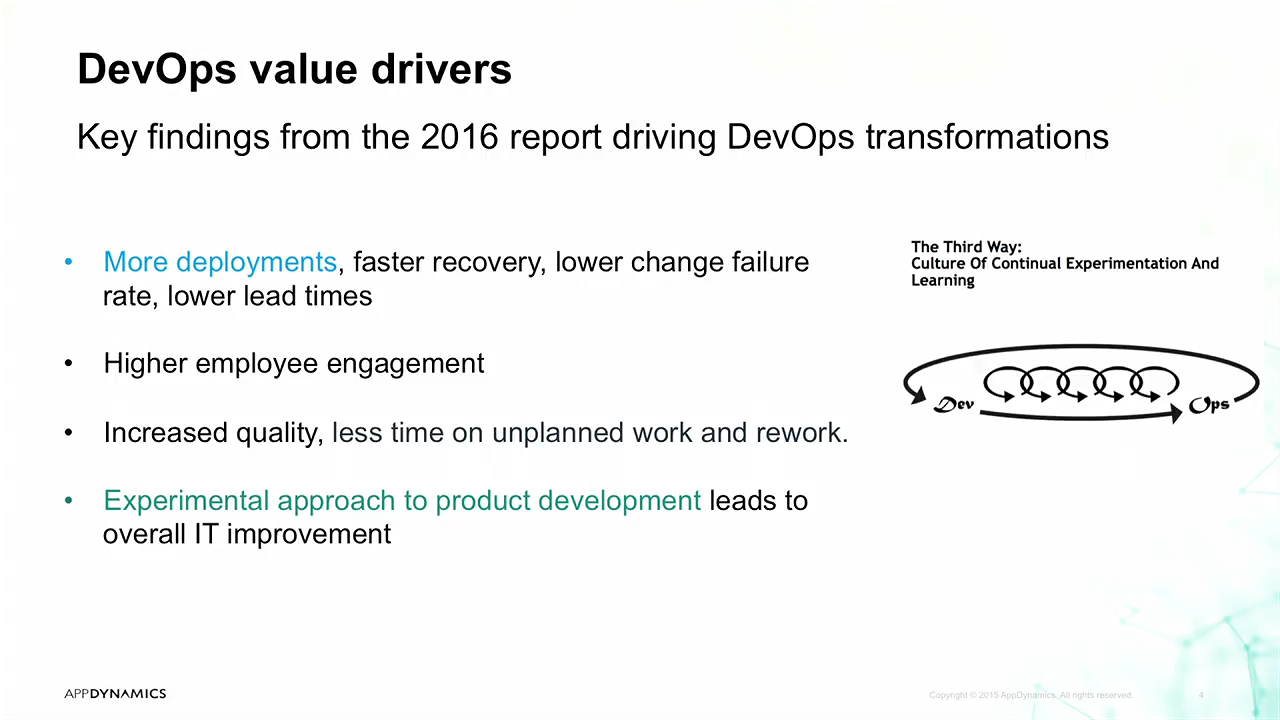 DevOps value drivers
Key findings from the 2016 report driving DevOps transformations
• More deployments, faster recovery, lower change failure
rate, lower lead times
• Higher employee engagement
• Increased quality, less time on unplanned work and rework.
• Experimental approach to product development leads to
overall IT improvement
The Third Way:
Culture Of Continual Experimentation And
Learning
Dev
Ops
APPDYNAMICS
Copyright © 2015 AppDynamics. All rights reserved.
4